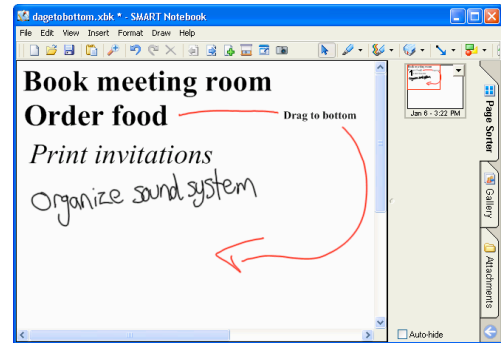 dagetobottom.xbk * - SMART Notebook
File Edit View Insert Format Draw Help
Book meeting room
Order food
Drag to bottom
Print invitations
Organize sound system
Jan 6 - 3:22 PM
Page Sorter
Gallery
Attachments
Auto-hide